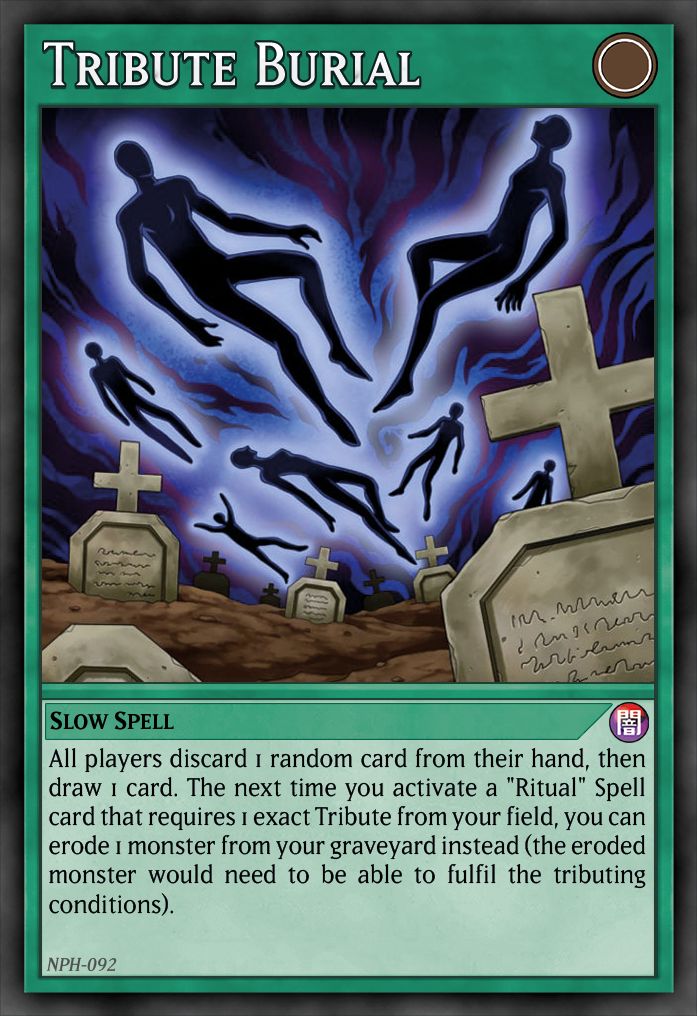 Tribute Burial
Slow Spell
闇
All players discard 1 random card from their hand, then
draw 1 card. The next time you activate a "Ritual" Spell
card that requires 1 exact Tribute from your field, you can
erode 1 monster from your graveyard instead (the eroded
monster would need to be able to fulfil the tributing
conditions).
NPH-092